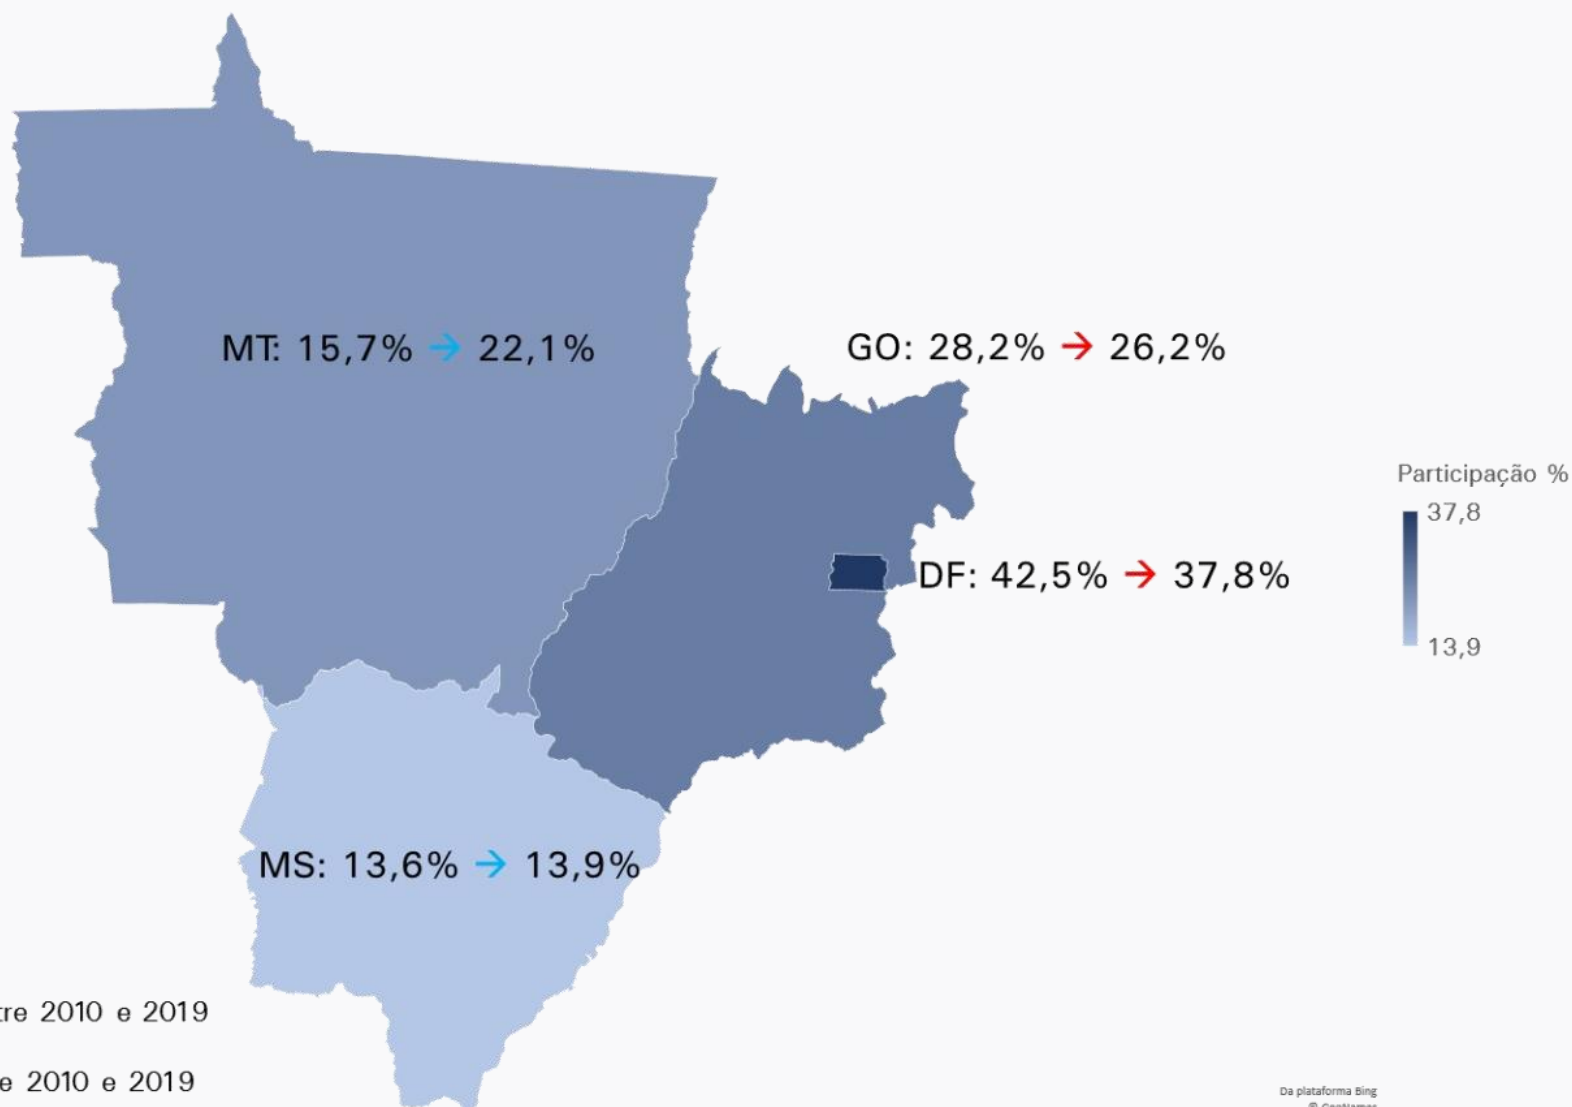 MT: 15,7% → 22,1%
GO: 28,2% → 26,2%
Participação %
37,8
DF: 42,5% → 37,8%
13,9
MS: 13,6% → 13,9%
2010 e 2019
2010 e 2019
Da plataforma Bing
©